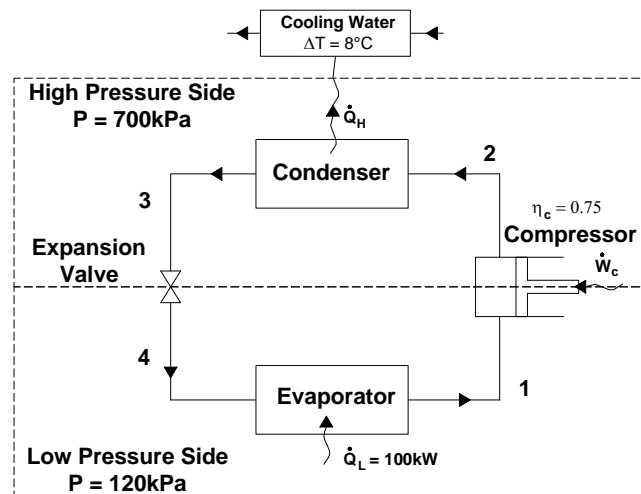 Cooling Water
ΔT = 8°C
High Pressure Side
P = 700kPa
Q̇H
Condenser
2
3
ηc = 0.75
Compressor
Expansion
Valve
Ẇc
4
Evaporator
1
Q̇L = 100kW
Low Pressure Side
P = 120kPa